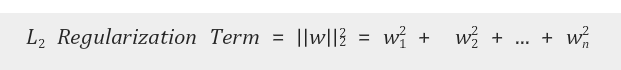 L₂ Regularization Term = ||w||₂² = w₁² + w₂² + ... + wₙ²